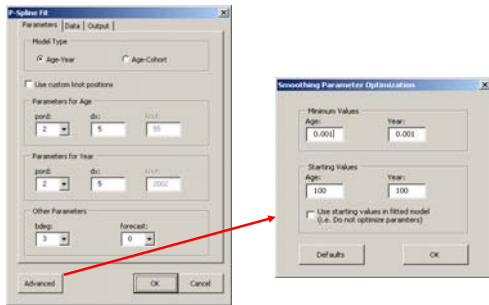 P-Spline Fit
Parameters Data Output
Model Type
Age-Year Age-Cohort
Use custom knot positions
Parameters for Age
pord: dx: knot:
2 5 55
Parameters for Year
pord: dx: knot:
2 5 2002
Other Parameters
bdeg: forecast:
3 0
Advanced OK Cancel
Smoothing Parameter Optimization
Minimum Values
Age: Year:
0.001 0.001
Starting Values
Age: Year:
100 100
Use starting values in fitted model
(i.e. Do not optimize paramters)
Defaults OK